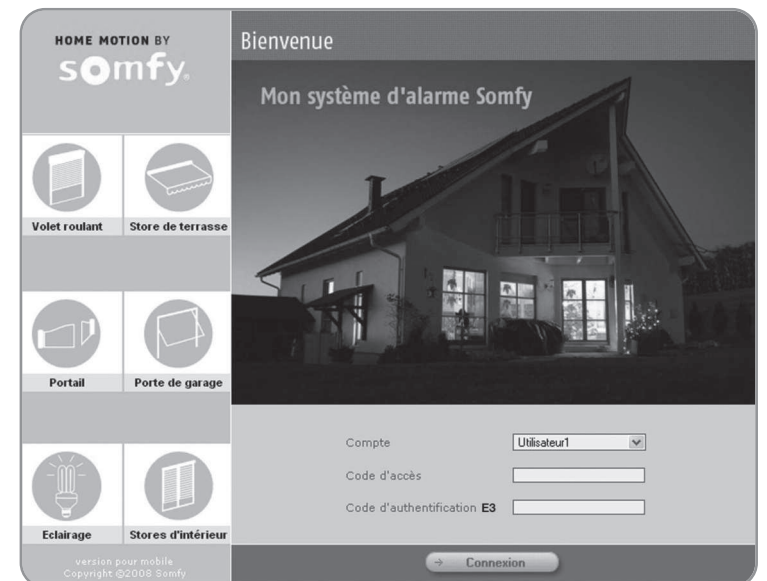 HOME MOTION BY
somfy.
Bienvenue
Mon système d'alarme Somfy
Volet roulant
Store de terrasse
Portail
Porte de garage
Eclairage
Stores d'intérieur
Compte
Utilisateur1
Code d'accès
Code d'authentification E3
→ Connexion
version pour mobile
Copyright ©2008 Somfy